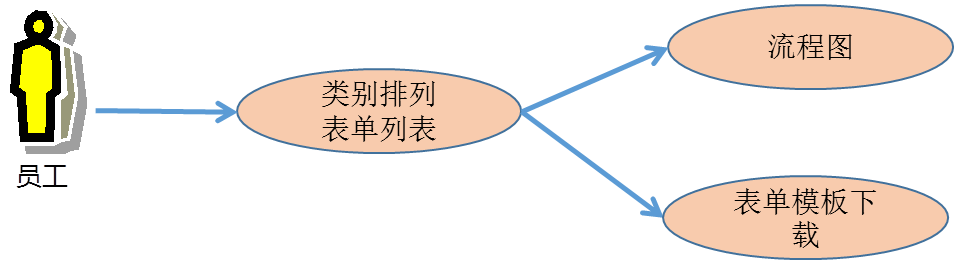 员工
类别排列
表单列表
流程图
表单模板下
载